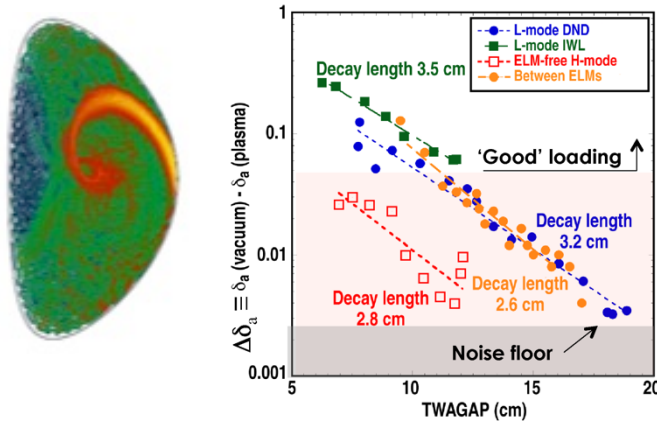 L-mode DND
L-mode IWL
ELM-free H-mode
Between ELMs
Decay length 3.5 cm
'Good' loading
Decay length
3.2 cm
Decay length
2.6 cm
Decay length
2.8 cm
Noise floor
Δδa ≡ δa (vacuum) - δa (plasma)
1
0.1
0.01
0.001
5
10
15
20
TWAGAP (cm)